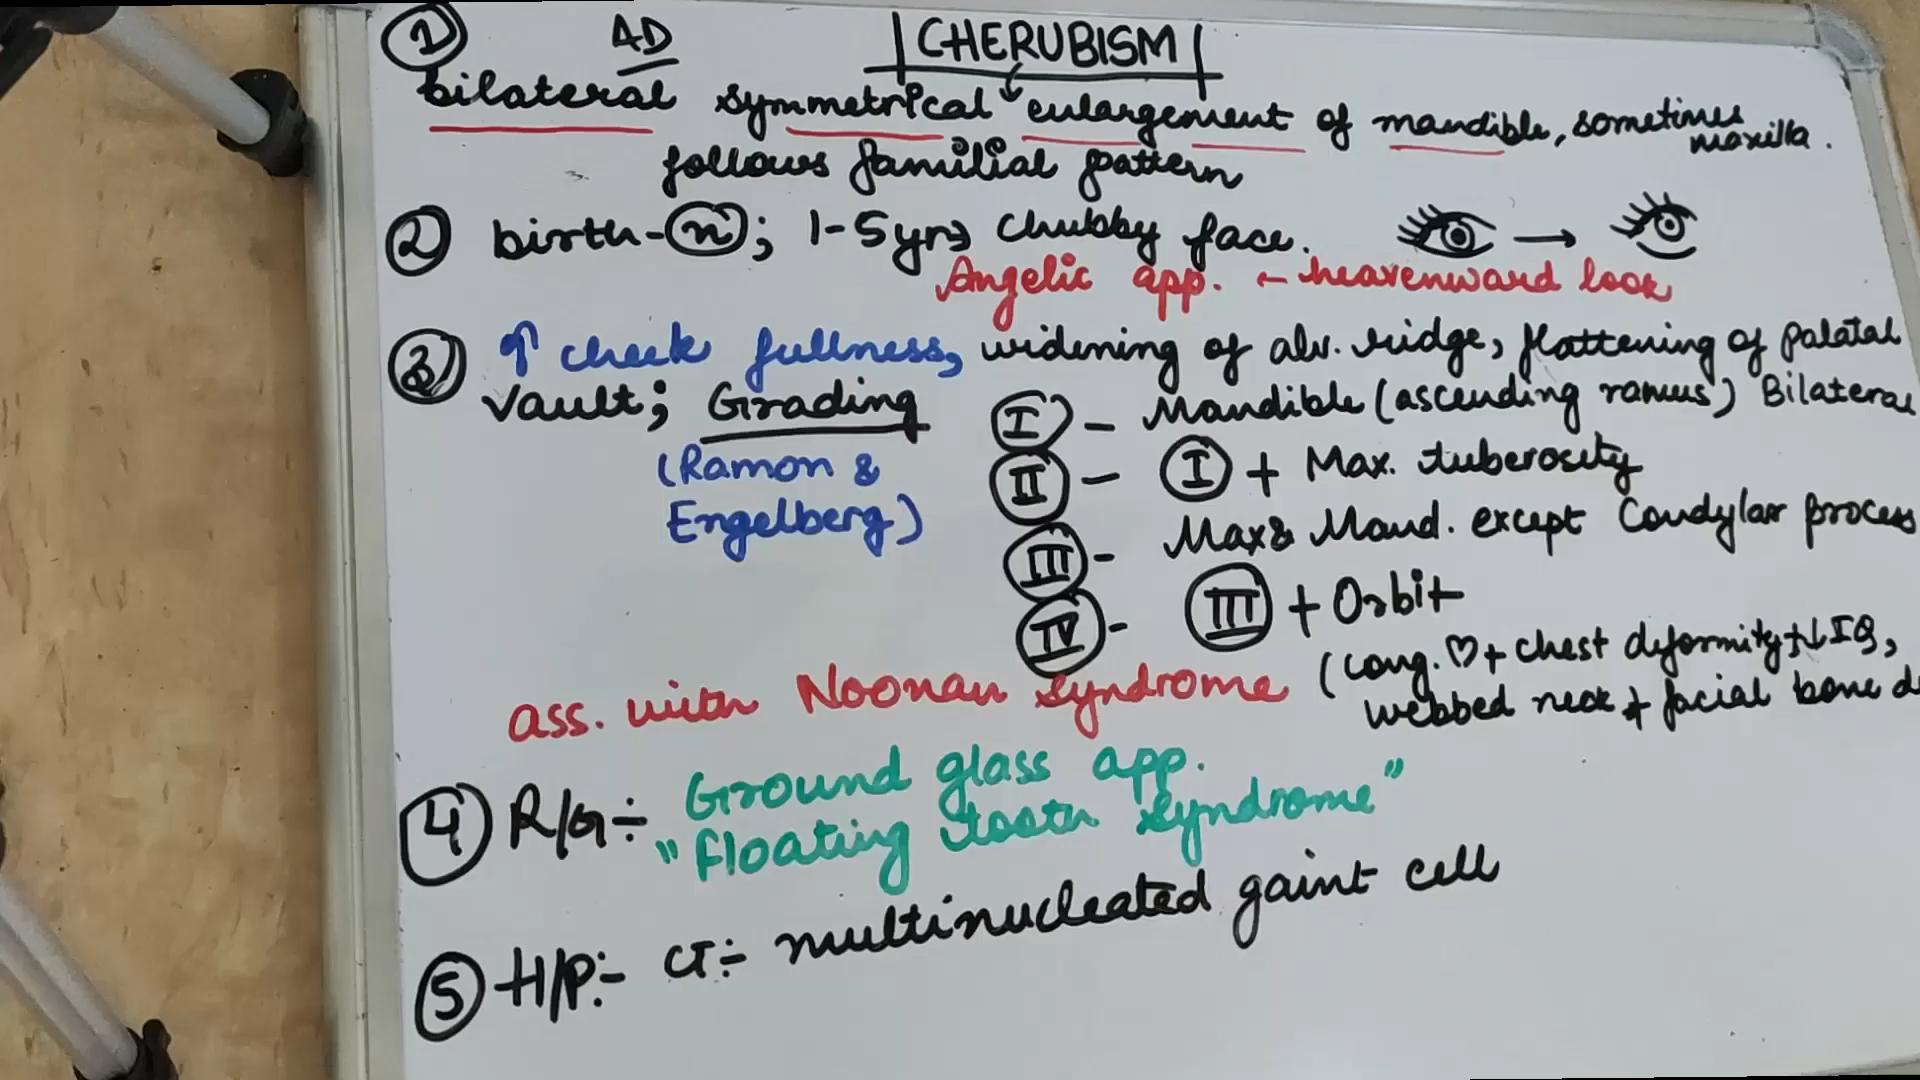 1 AD CHERUBISM
bilateral symmetrical enlargement of mandible, sometimes maxilla.
follows familial pattern
2 birth-n; 1-5yrs Chubby face.
Angelic app. ← heavenward look
3 ↑ cheek fullness, widening of alv. ridge, flattening of palatal
vault; Grading I - Mandible (ascending ramus) Bilateral
(Ramon & Engelberg) II - I + Max. tuberosity
III - Max & Mand. except Condylar process
IV - III + Orbit
ass. with Noonan Syndrome (Cong. ♡ + chest deformity + ↓IQ,
webbed neck + facial bone
4 R/G:- Ground glass app.
"Floating tooth syndrome"
5 H/P:- CT:- multinucleated gaint cell